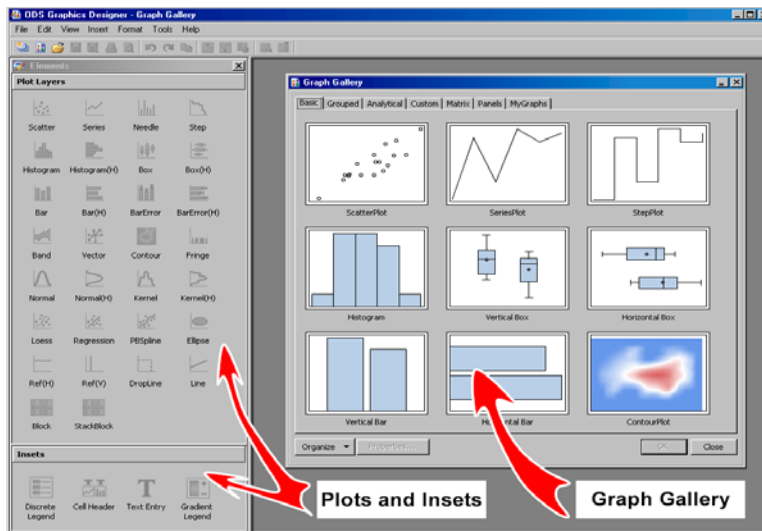 ODS Graphics Designer - Graph Gallery
File Edit View Insert Format Tools Help
Elements
Plot Layers
Scatter Series Needle Step
Histogram Histogram(H) Box Box(H)
Bar Bar(H) BarError BarError(H)
Band Vector Contour Fringe
Normal Normal(H) Kernel Kernel(H)
Loess Regression PBSpline Ellipse
Ref(H) Ref(V) DropLine Line
Block StackBlock
Insets
Discrete Legend Cell Header Text Entry Gradient Legend
Graph Gallery
Basic Grouped Analytical Custom Matrix Panels MyGraphs
ScatterPlot SeriesPlot StepPlot
Histogram Vertical Box Horizontal Box
Vertical Bar Horizontal Bar ContourPlot
Organize Properties... OK Close
Plots and Insets
Graph Gallery